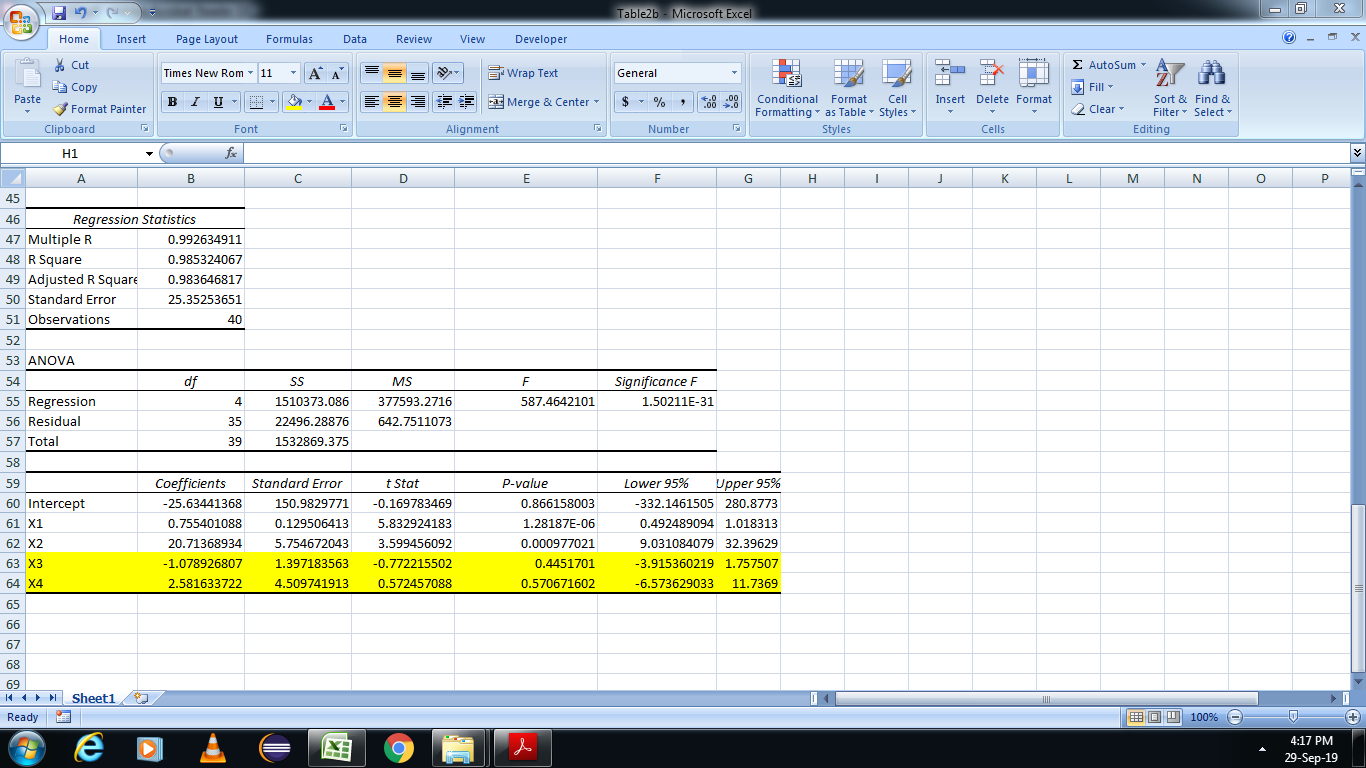 Table2b - Microsoft Excel
Home Insert Page Layout Formulas Data Review View Developer
Paste
Cut
Copy
Format Painter
Clipboard
Times New Rom 11
B I U
Font
Wrap Text
Merge & Center
Alignment
General
$ % ,
Number
Conditional Formatting
Format as Table
Cell Styles
Styles
Insert Delete Format
Cells
Σ AutoSum
Fill
Clear
Sort & Filter
Find & Select
Editing
H1 fx
A B C D E F G H I J K L M N O P
45
46 Regression Statistics
47 Multiple R 0.992634911
48 R Square 0.985324067
49 Adjusted R Square 0.983646817
50 Standard Error 25.35253651
51 Observations 40
52
53 ANOVA
54 df SS MS F Significance F
55 Regression 4 1510373.086 377593.2716 587.4642101 1.50211E-31
56 Residual 35 22496.28876 642.7511073
57 Total 39 1532869.375
58
59 Coefficients Standard Error t Stat P-value Lower 95% Upper 95%
60 Intercept -25.63441368 150.9829771 -0.169783469 0.866158003 -332.1461505 280.8773
61 X1 0.755401088 0.129506413 5.832924183 1.28187E-06 0.492489094 1.018313
62 X2 20.71368934 5.754672043 3.599456092 0.000977021 9.031084079 32.39629
63 X3 -1.078926807 1.397183563 -0.772215502 0.4451701 -3.915360219 1.757507
64 X4 2.581633722 4.509741913 0.572457088 0.570671602 -6.573629033 11.7369
65
66
67
68
69
Sheet1
Ready 100%
4:17 PM
29-Sep-19